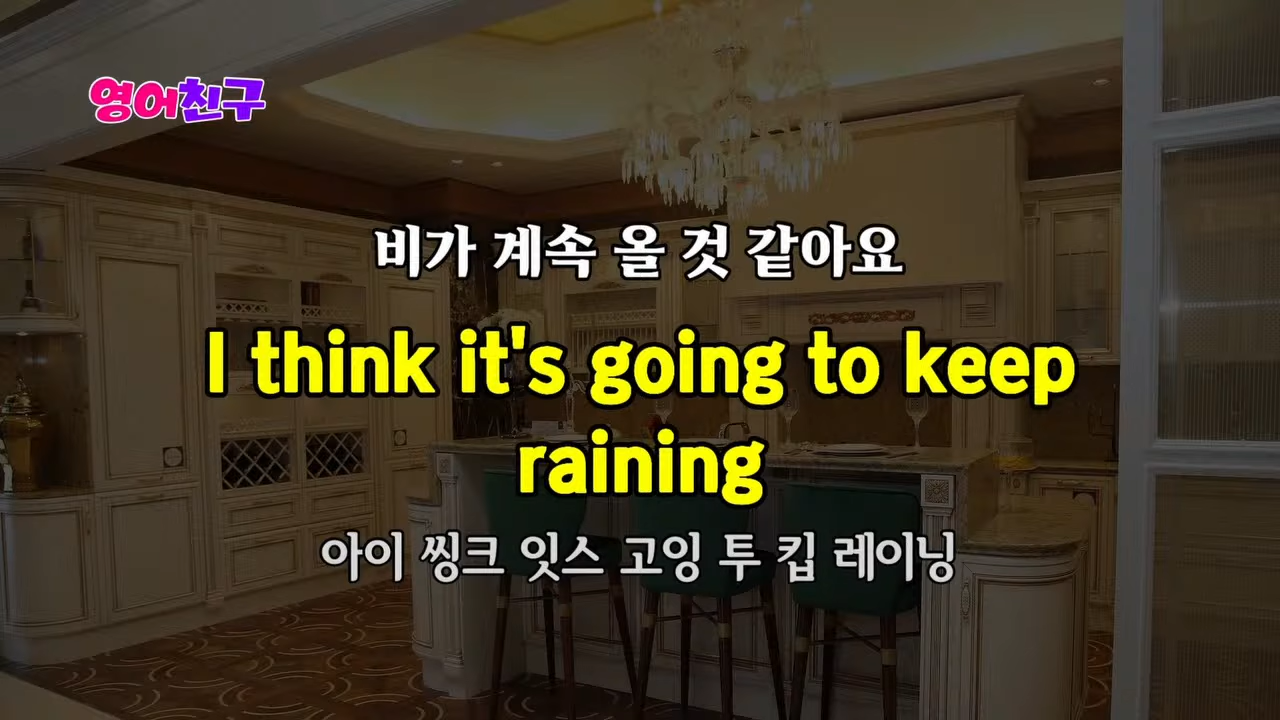 영어친구
비가 계속 올 것 같아요
I think it's going to keep
raining
아이 씽크 잇스 고잉 투 킵 레이닝